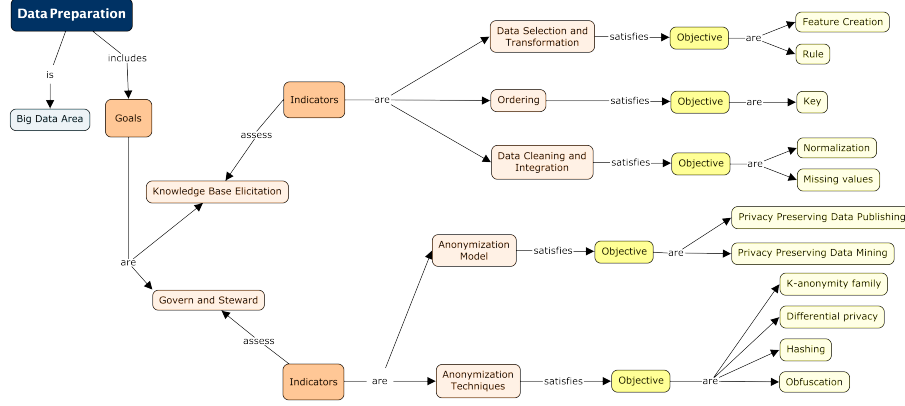 Data Preparation
is
includes
Big Data Area
Goals
are
Knowledge Base Elicitation
Govern and Steward
assess
Indicators
are
Data Selection and
Transformation
satisfies
Objective
are
Feature Creation
Rule
Ordering
satisfies
Objective
are
Key
Data Cleaning and
Integration
satisfies
Objective
are
Normalization
Missing values
assess
Indicators
are
Anonymization
Model
satisfies
Objective
are
Privacy Preserving Data Publishing
Privacy Preserving Data Mining
Anonymization
Techniques
satisfies
Objective
are
K-anonymity family
Differential privacy
Hashing
Obfuscation